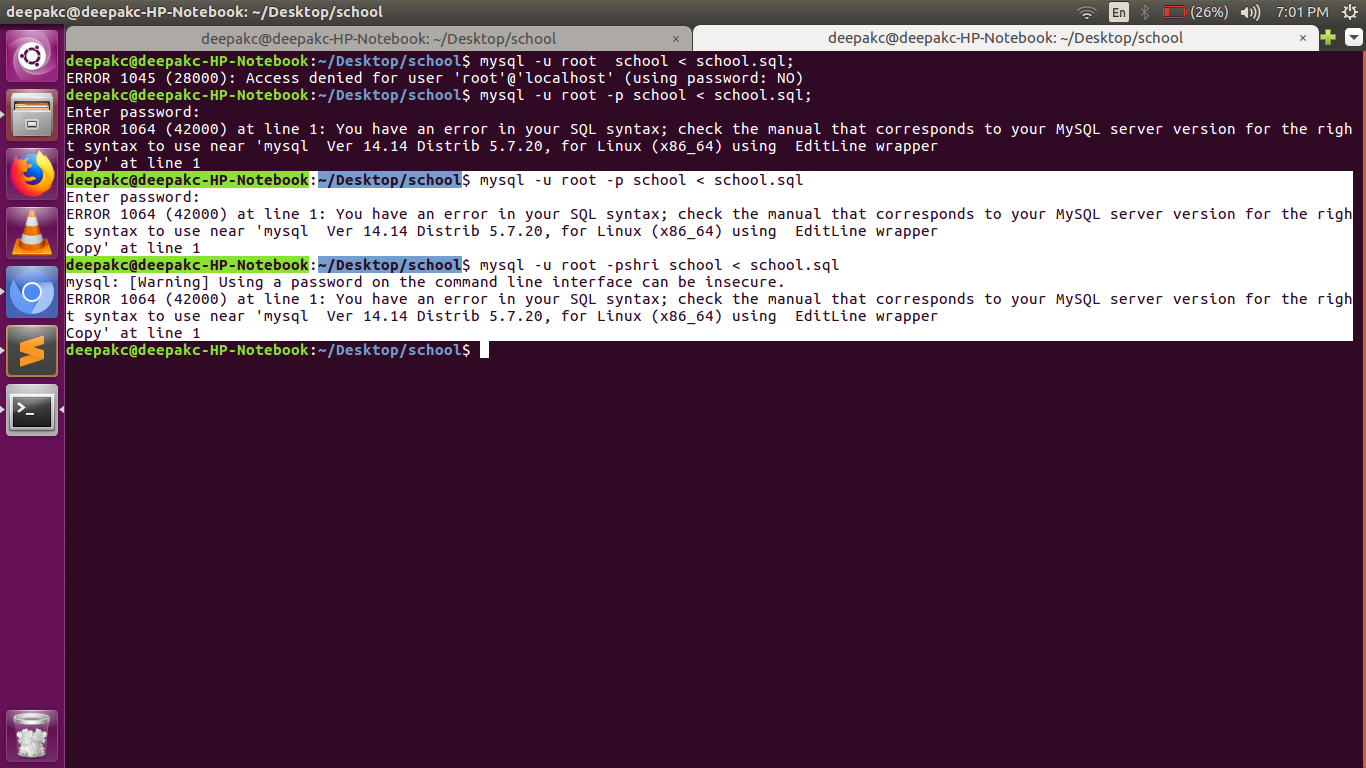 deepakc@deepakc-HP-Notebook: ~/Desktop/school
En
(26%)
7:01 PM
deepakc@deepakc-HP-Notebook: ~/Desktop/school ×
deepakc@deepakc-HP-Notebook: ~/Desktop/school ×
deepakc@deepakc-HP-Notebook:~/Desktop/school$ mysql -u root  school < school.sql;
ERROR 1045 (28000): Access denied for user 'root'@'localhost' (using password: NO)
deepakc@deepakc-HP-Notebook:~/Desktop/school$ mysql -u root -p school < school.sql;
Enter password:
ERROR 1064 (42000) at line 1: You have an error in your SQL syntax; check the manual that corresponds to your MySQL server version for the righ
t syntax to use near 'mysql  Ver 14.14 Distrib 5.7.20, for Linux (x86_64) using  EditLine wrapper
Copy' at line 1
deepakc@deepakc-HP-Notebook:~/Desktop/school$ mysql -u root -p school < school.sql
Enter password:
ERROR 1064 (42000) at line 1: You have an error in your SQL syntax; check the manual that corresponds to your MySQL server version for the righ
t syntax to use near 'mysql  Ver 14.14 Distrib 5.7.20, for Linux (x86_64) using  EditLine wrapper
Copy' at line 1
deepakc@deepakc-HP-Notebook:~/Desktop/school$ mysql -u root -pshri school < school.sql
mysql: [Warning] Using a password on the command line interface can be insecure.
ERROR 1064 (42000) at line 1: You have an error in your SQL syntax; check the manual that corresponds to your MySQL server version for the righ
t syntax to use near 'mysql  Ver 14.14 Distrib 5.7.20, for Linux (x86_64) using  EditLine wrapper
Copy' at line 1
deepakc@deepakc-HP-Notebook:~/Desktop/school$